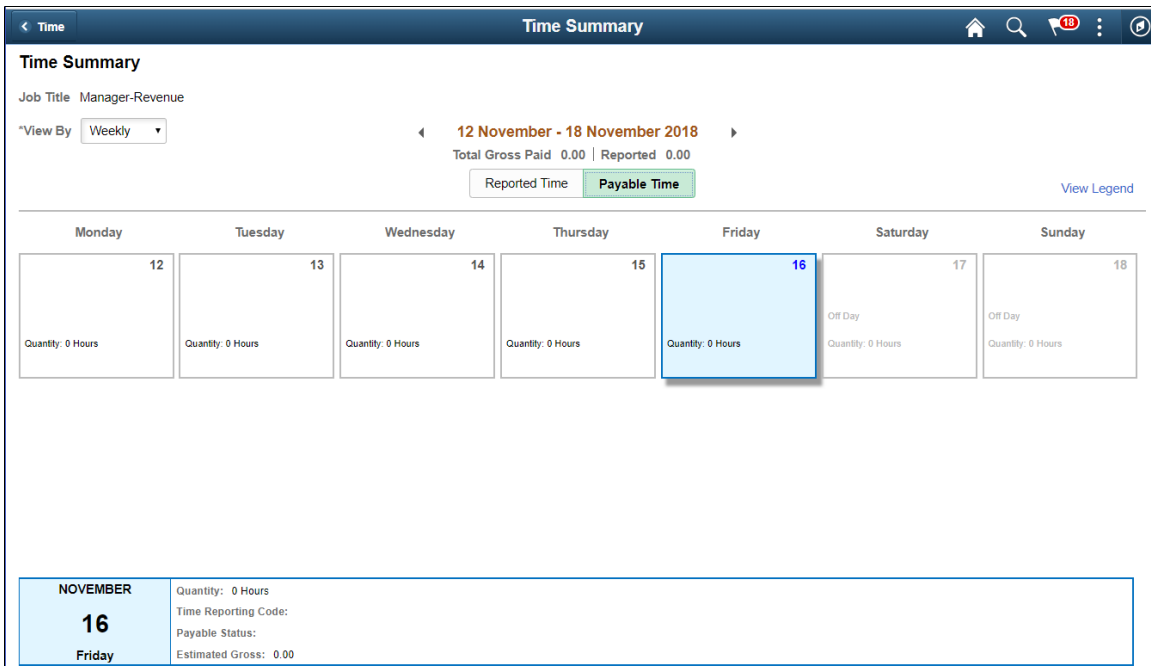 Time
Time Summary
18
Time Summary
Job Title Manager-Revenue
*View By Weekly
12 November - 18 November 2018
Total Gross Paid 0.00 | Reported 0.00
Reported Time Payable Time
View Legend
Monday Tuesday Wednesday Thursday Friday Saturday Sunday
12 13 14 15 16 17 18
Off Day Off Day
Quantity: 0 Hours Quantity: 0 Hours Quantity: 0 Hours Quantity: 0 Hours Quantity: 0 Hours Quantity: 0 Hours Quantity: 0 Hours
NOVEMBER
16
Friday
Quantity: 0 Hours
Time Reporting Code:
Payable Status:
Estimated Gross: 0.00